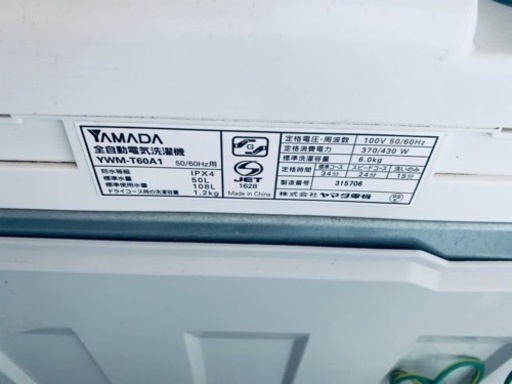 YAMADA
全自動電気洗濯機
YWM-T60A1 50/60Hz用
防水等級 IPX4
標準水量 50L
標準使用水量 108L
ドライコース時の洗濯容量 1.2kg
JET
1628
Made in China
定格電圧・周波数 100V 50/60Hz
定格消費電力 370/430 W
標準洗濯容量 6.0kg
定格時間 標準コース スピードコース 洗いのみ
34分 24分 15分
製造番号 315706
株式会社 ヤマダ電機